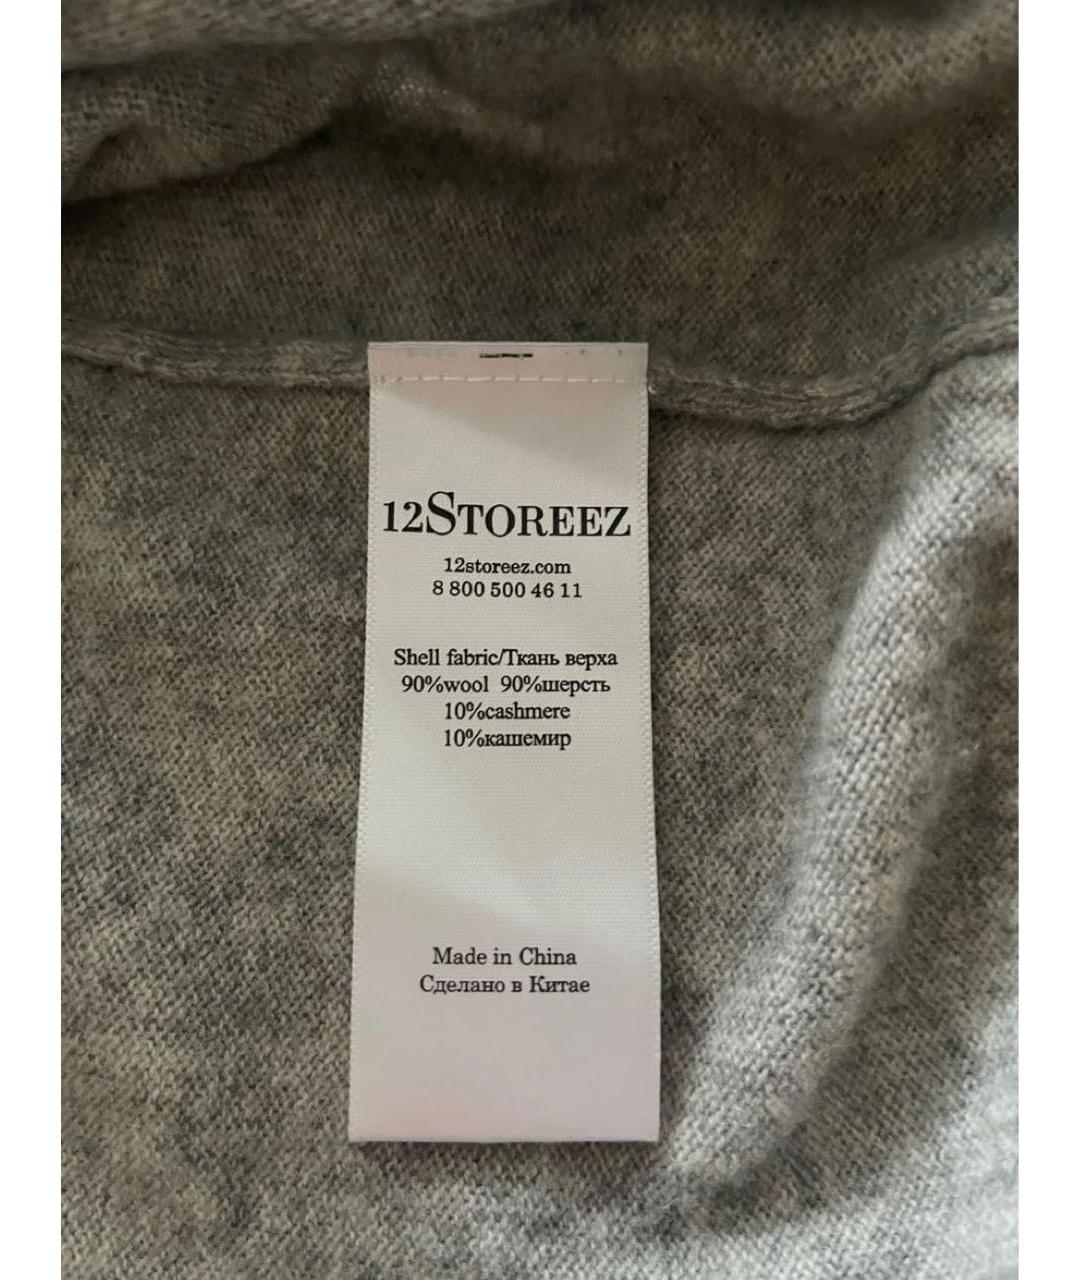 12STOREEZ
12storeez.com
8 800 500 46 11
Shell fabric/Ткань верха
90%wool 90%шерсть
10%cashmere
10%кашемир
Made in China
Сделано в Китае